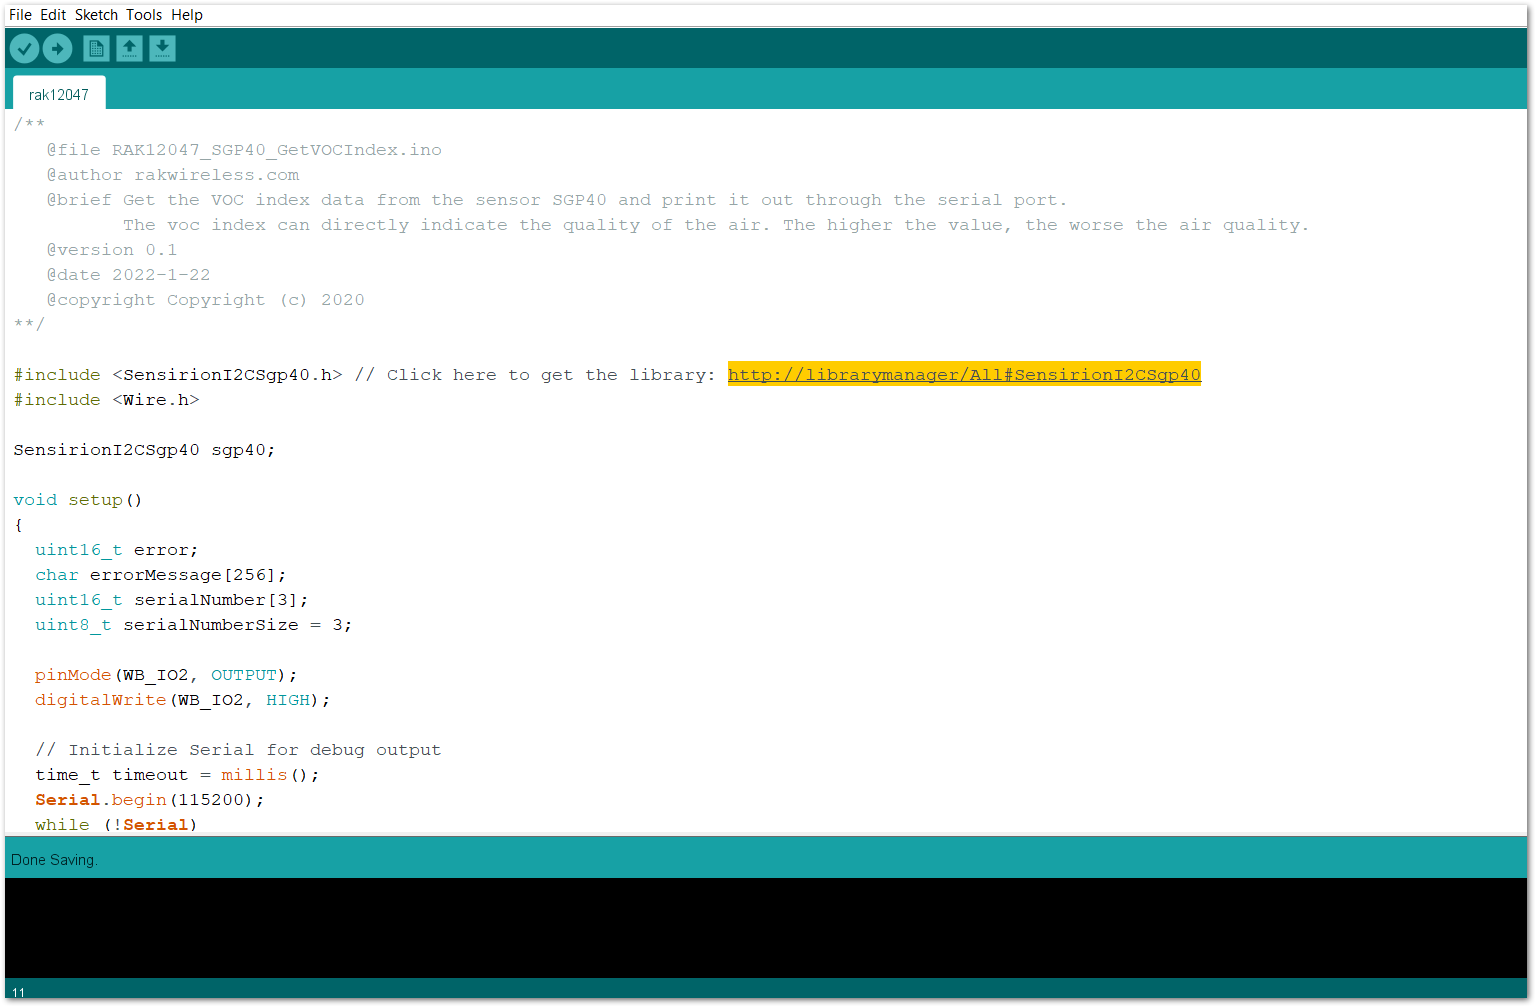 File Edit Sketch Tools Help
rak12047
/**
   @file RAK12047_SGP40_GetVOCIndex.ino
   @author rakwireless.com
   @brief Get the VOC index data from the sensor SGP40 and print it out through the serial port.
          The voc index can directly indicate the quality of the air. The higher the value, the worse the air quality.
   @version 0.1
   @date 2022-1-22
   @copyright Copyright (c) 2020
**/
#include <SensirionI2CSgp40.h> // Click here to get the library: http://librarymanager/All#SensirionI2CSgp40
#include <Wire.h>
SensirionI2CSgp40 sgp40;
void setup()
{
  uint16_t error;
  char errorMessage[256];
  uint16_t serialNumber[3];
  uint8_t serialNumberSize = 3;
  pinMode(WB_IO2, OUTPUT);
  digitalWrite(WB_IO2, HIGH);
  // Initialize Serial for debug output
  time_t timeout = millis();
  Serial.begin(115200);
  while (!Serial)
Done Saving.
11